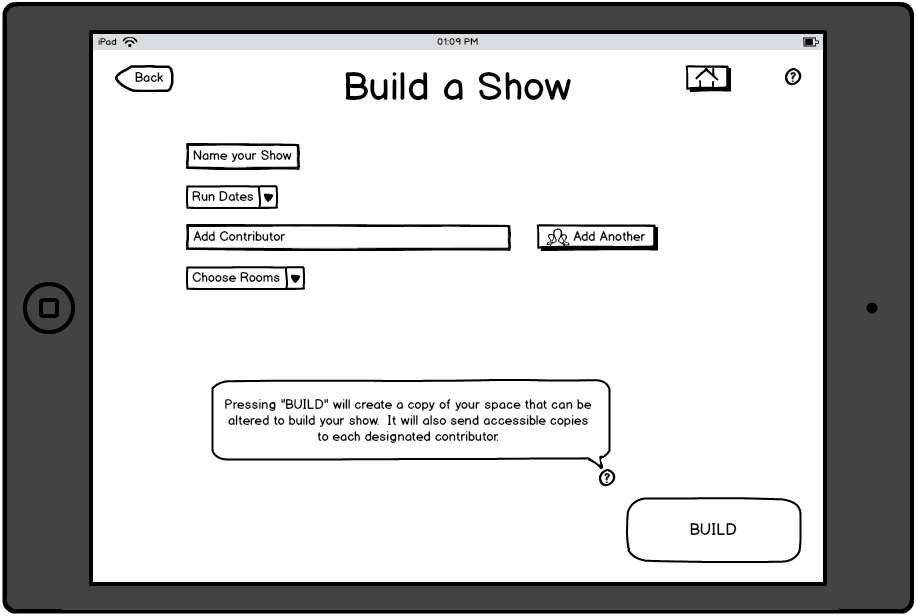 iPad
01:09 PM
Back
Build a Show
?
Name your Show
Run Dates
Add Contributor
Add Another
Choose Rooms
Pressing "BUILD" will create a copy of your space that can be
altered to build your show.  It will also send accessible copies
to each designated contributor.
?
BUILD